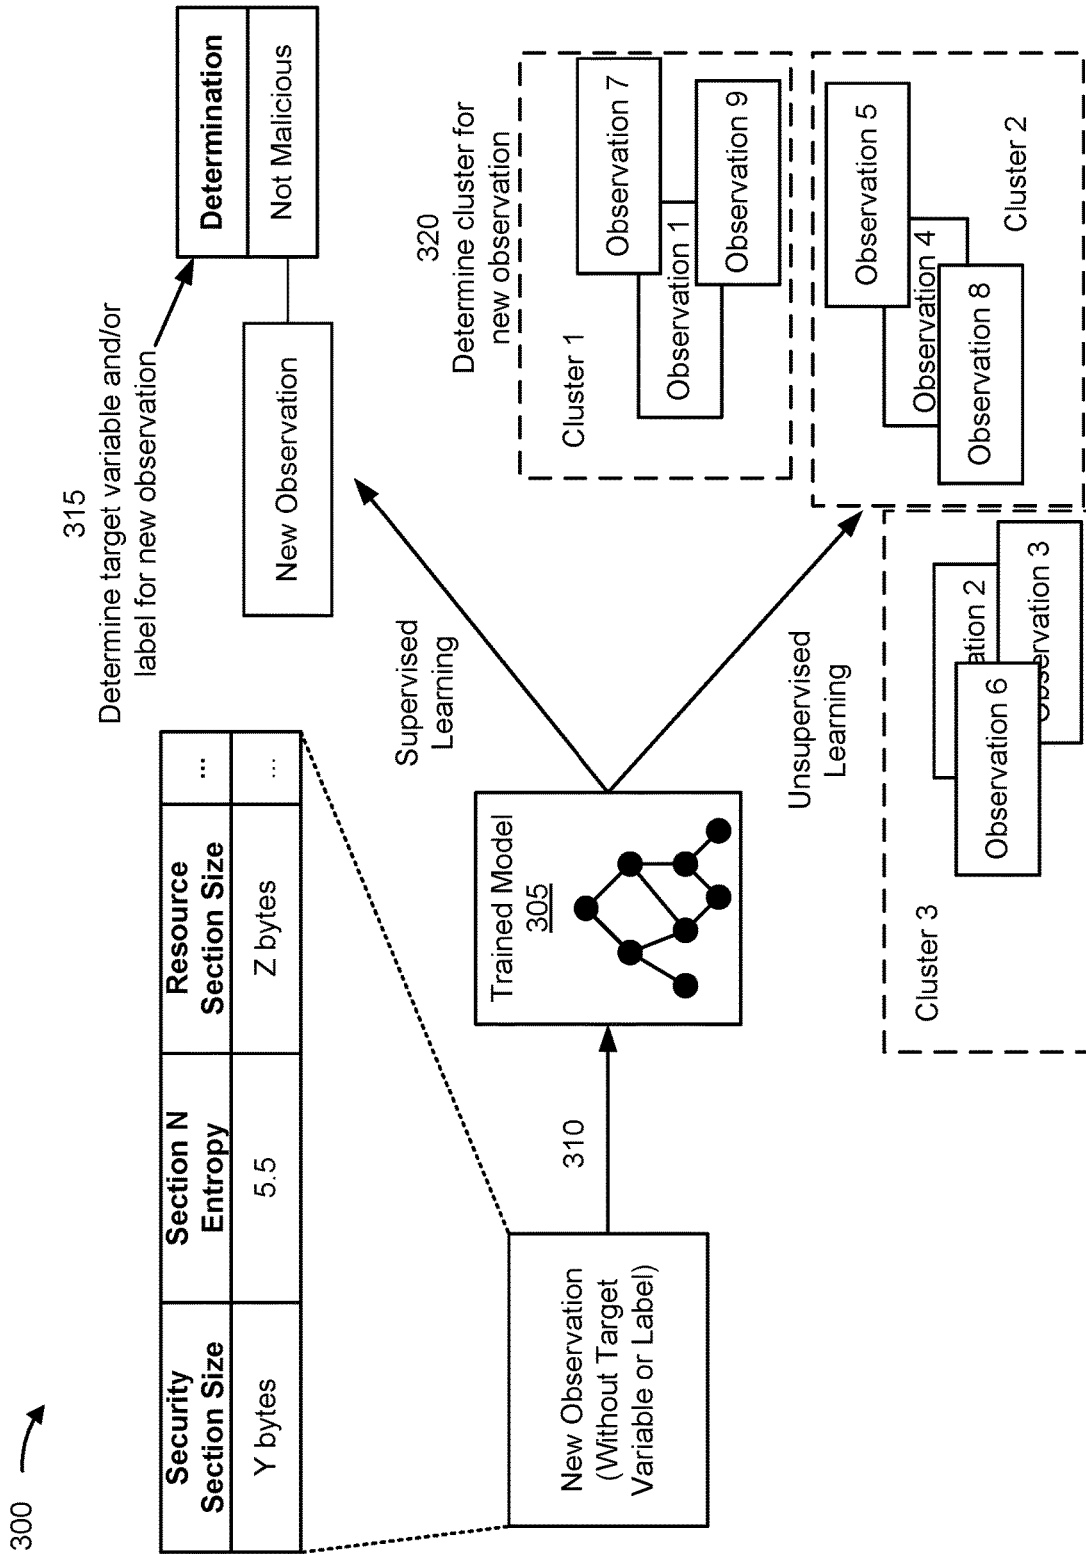 300
Security
Section Size
Section N
Entropy
Resource
Section Size
...
Y bytes
5.5
Z bytes
...
New Observation
(Without Target
Variable or Label)
310
Trained Model
305
Supervised
Learning
Unsupervised
Learning
315
Determine target variable and/or
label for new observation
New Observation
Determination
Not Malicious
320
Determine cluster for
new observation
Cluster 1
Observation 7
Observation 1
Observation 9
Observation 5
Observation 4
Observation 8
Cluster 2
Cluster 3
ation 2
Observation 6
bservation 3